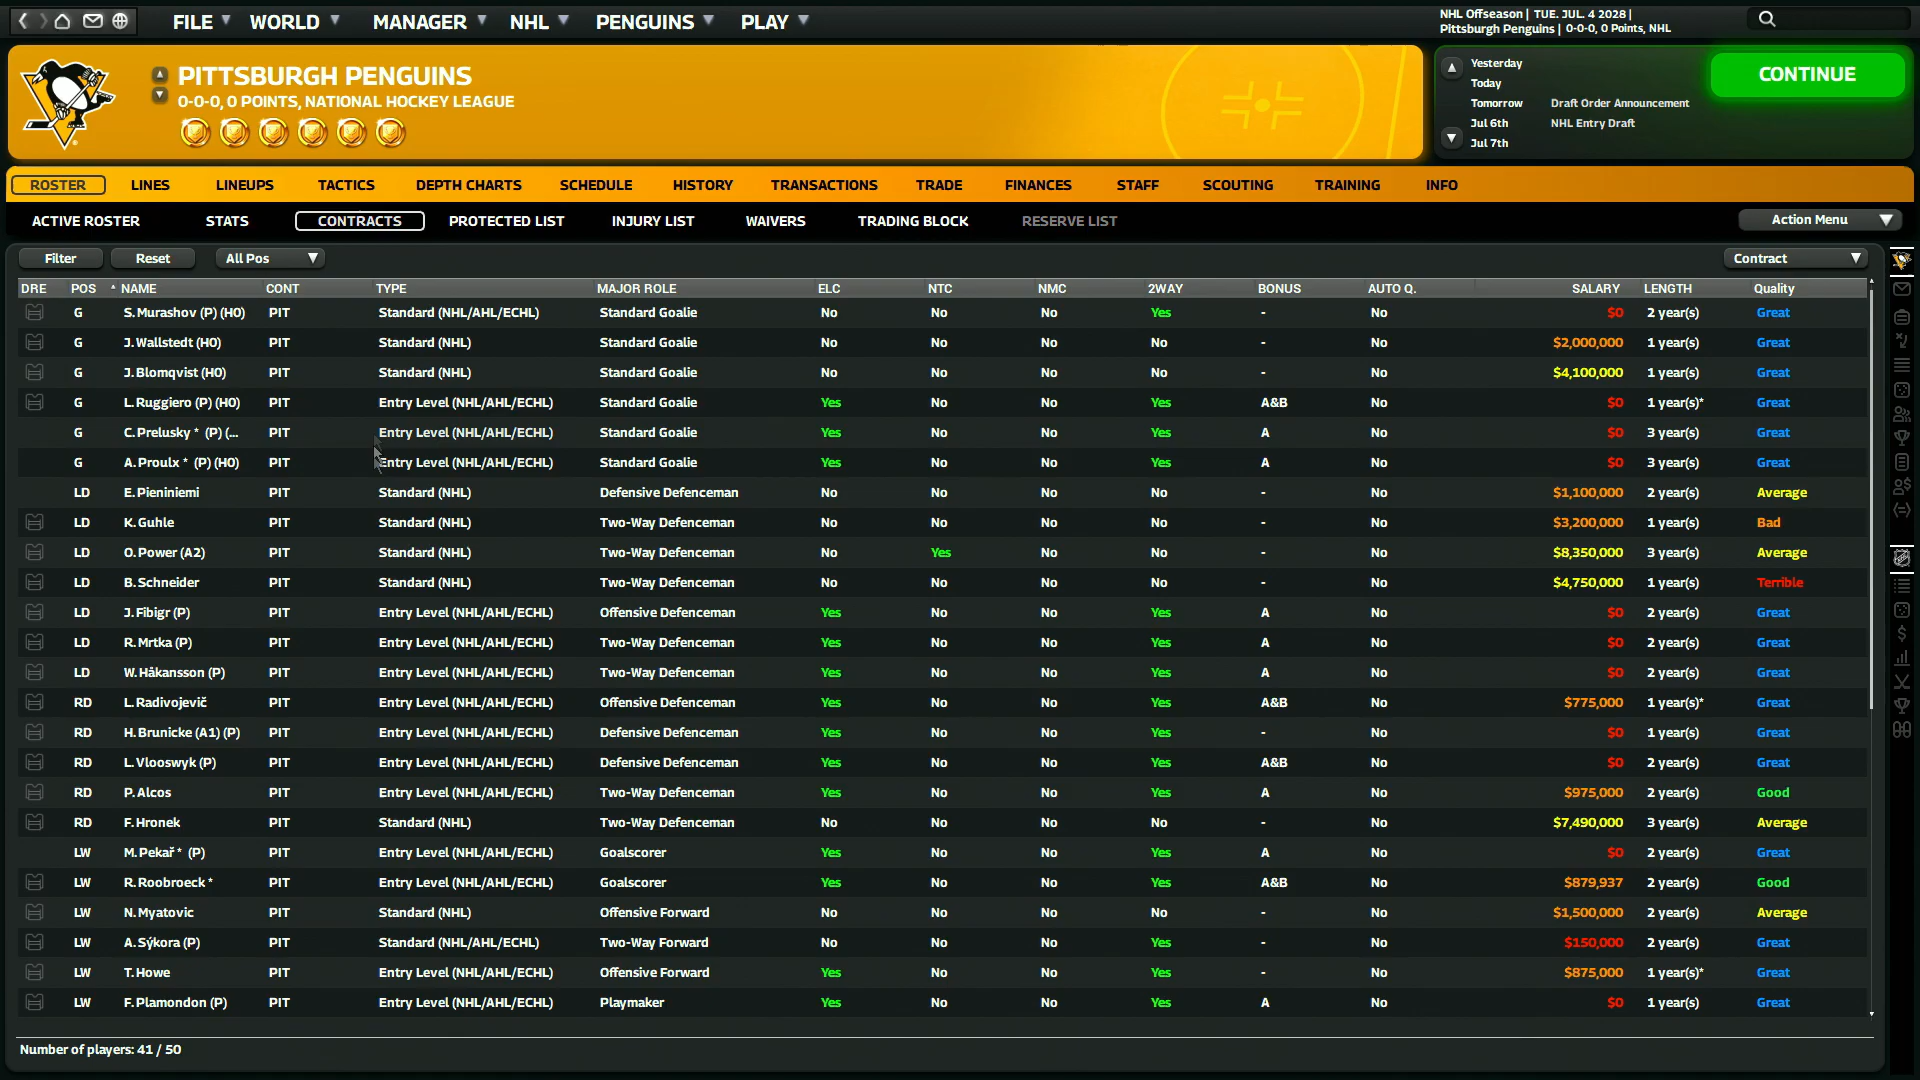 FILE WORLD MANAGER NHL PENGUINS PLAY
NHL Offseason | TUE. JUL. 4 2028 |
Pittsburgh Penguins | 0-0-0, 0 Points, NHL
PITTSBURGH PENGUINS
0-0-0, 0 POINTS, NATIONAL HOCKEY LEAGUE
Yesterday
Today
Tomorrow Draft Order Announcement
Jul 6th NHL Entry Draft
Jul 7th
CONTINUE
ROSTER LINES LINEUPS TACTICS DEPTH CHARTS SCHEDULE HISTORY TRANSACTIONS TRADE FINANCES STAFF SCOUTING TRAINING INFO
ACTIVE ROSTER STATS CONTRACTS PROTECTED LIST INJURY LIST WAIVERS TRADING BLOCK RESERVE LIST Action Menu
Filter Reset All Pos Contract
DRE POS NAME CONT TYPE MAJOR ROLE ELC NTC NMC 2WAY BONUS AUTO Q. SALARY LENGTH Quality
G S. Murashov (P) (H0) PIT Standard (NHL/AHL/ECHL) Standard Goalie No No No Yes - No $0 2 year(s) Great
G J. Wallstedt (H0) PIT Standard (NHL) Standard Goalie No No No No - No $2,000,000 1 year(s) Great
G J. Blomqvist (H0) PIT Standard (NHL) Standard Goalie No No No No - No $4,100,000 1 year(s) Great
G L. Ruggiero (P) (H0) PIT Entry Level (NHL/AHL/ECHL) Standard Goalie Yes No No Yes A&B No $0 1 year(s)* Great
G C. Prelusky * (P) (... PIT Entry Level (NHL/AHL/ECHL) Standard Goalie Yes No No Yes A No $0 3 year(s) Great
G A. Proulx * (P) (H0) PIT Entry Level (NHL/AHL/ECHL) Standard Goalie Yes No No Yes A No $0 3 year(s) Great
LD E. Pieniniemi PIT Standard (NHL) Defensive Defenceman No No No No - No $1,100,000 2 year(s) Average
LD K. Guhle PIT Standard (NHL) Two-Way Defenceman No No No No - No $3,200,000 1 year(s) Bad
LD O. Power (A2) PIT Standard (NHL) Two-Way Defenceman No Yes No No - No $8,350,000 3 year(s) Average
LD B. Schneider PIT Standard (NHL) Two-Way Defenceman No No No No - No $4,750,000 1 year(s) Terrible
LD J. Fibigr (P) PIT Entry Level (NHL/AHL/ECHL) Offensive Defenceman Yes No No Yes A No $0 2 year(s) Great
LD R. Mrtka (P) PIT Entry Level (NHL/AHL/ECHL) Two-Way Defenceman Yes No No Yes A No $0 2 year(s) Great
LD W. Håkansson (P) PIT Entry Level (NHL/AHL/ECHL) Two-Way Defenceman Yes No No Yes A No $0 2 year(s) Great
RD L. Radivojevič PIT Entry Level (NHL/AHL/ECHL) Offensive Defenceman Yes No No Yes A&B No $775,000 1 year(s)* Great
RD H. Brunicke (A1) (P) PIT Entry Level (NHL/AHL/ECHL) Defensive Defenceman Yes No No Yes - No $0 1 year(s) Great
RD L. Vlooswyk (P) PIT Entry Level (NHL/AHL/ECHL) Defensive Defenceman Yes No No Yes A&B No $0 2 year(s) Great
RD P. Alcos PIT Entry Level (NHL/AHL/ECHL) Two-Way Defenceman Yes No No Yes A No $975,000 2 year(s) Good
RD F. Hronek PIT Standard (NHL) Two-Way Defenceman No No No No - No $7,490,000 3 year(s) Average
LW M. Pekař * (P) PIT Entry Level (NHL/AHL/ECHL) Goalscorer Yes No No Yes A No $0 2 year(s) Great
LW R. Roobroeck * PIT Entry Level (NHL/AHL/ECHL) Goalscorer Yes No No Yes A&B No $879,937 2 year(s) Good
LW N. Myatovic PIT Standard (NHL) Offensive Forward No No No No - No $1,500,000 2 year(s) Average
LW A. Sýkora (P) PIT Standard (NHL/AHL/ECHL) Two-Way Forward No No No Yes - No $150,000 2 year(s) Great
LW T. Howe PIT Entry Level (NHL/AHL/ECHL) Offensive Forward Yes No No Yes - No $875,000 1 year(s)* Great
LW F. Plamondon (P) PIT Entry Level (NHL/AHL/ECHL) Playmaker Yes No No Yes A No $0 1 year(s) Great
Number of players: 41 / 50